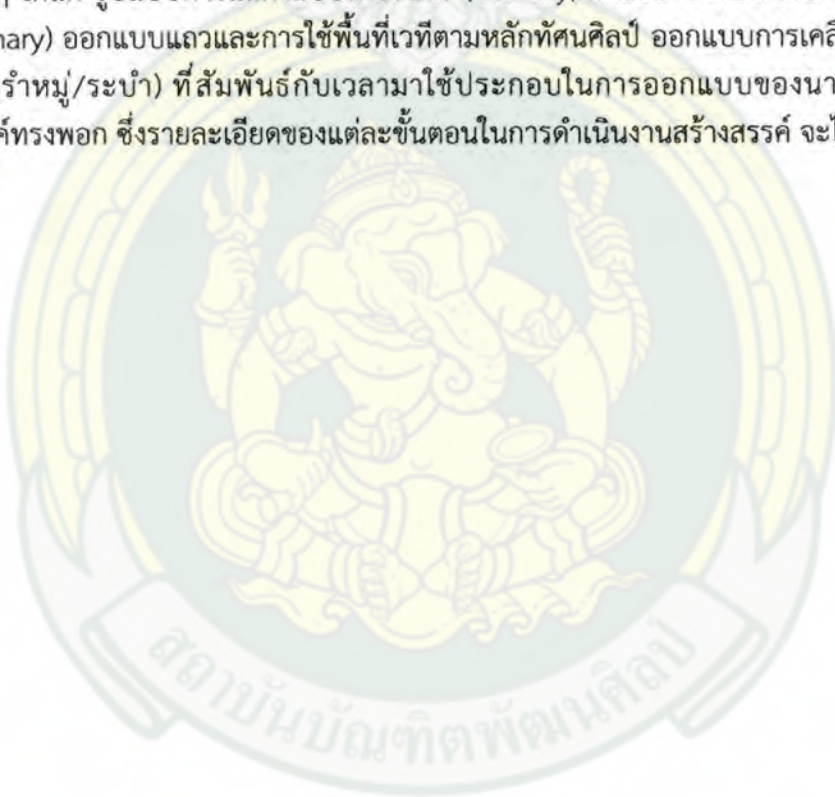 nary) ออกแบบแถวและการใช้พื้นที่เวทีตามหลักทัศนศิลป์ ออกแบบการเคลื
รำหมู่/ระบำ) ที่สัมพันธ์กับเวลามาใช้ประกอบในการออกแบบของนา
ค์ทรงพอก ซึ่งรายละเอียดของแต่ละขั้นตอนในการดำเนินงานสร้างสรรค์ จะไ
สถาบันบัณฑิตพัฒนศิลป์